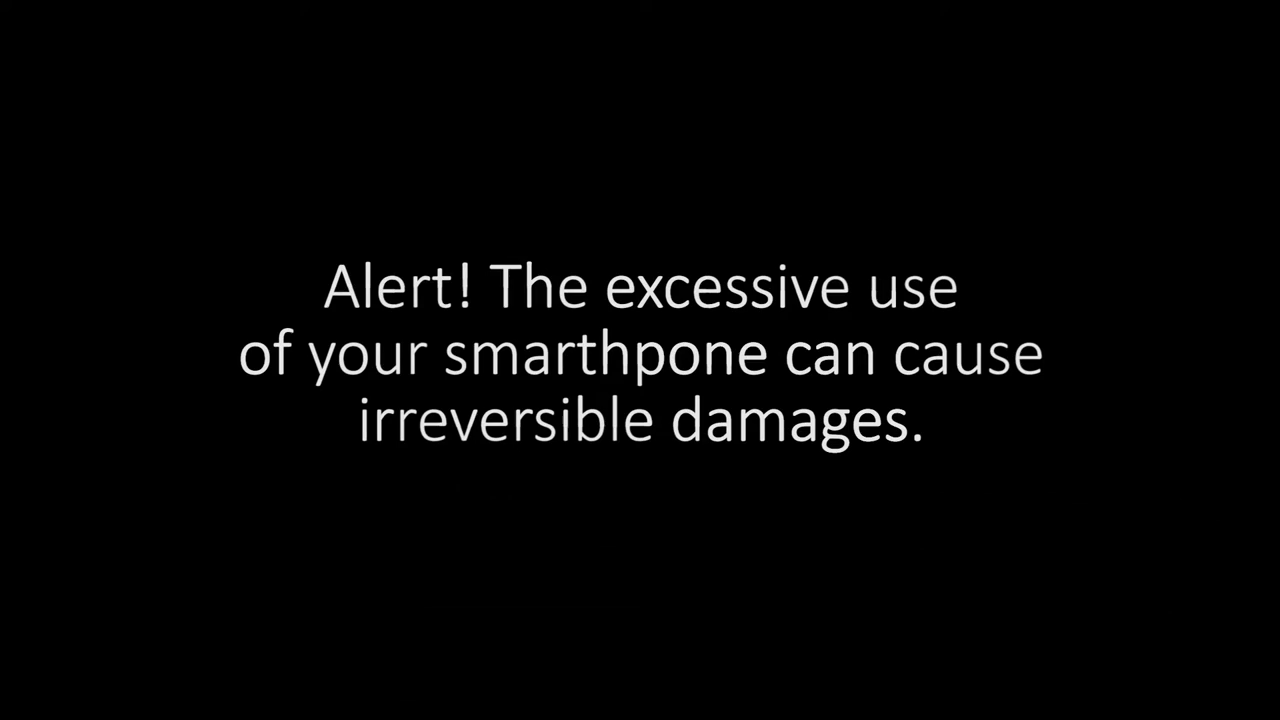 Alert! The excessive use
of your smarthpone can cause
irreversible damages.